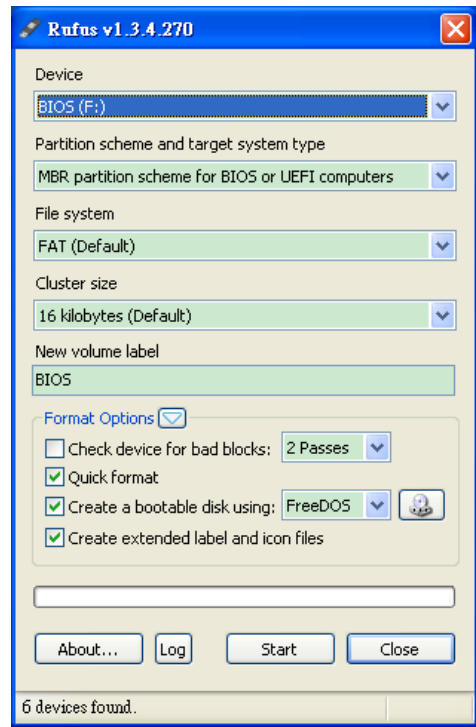 Rufus v1.3.4.270
Device
BIOS (F:)
Partition scheme and target system type
MBR partition scheme for BIOS or UEFI computers
File system
FAT (Default)
Cluster size
16 kilobytes (Default)
New volume label
BIOS
Format Options
Check device for bad blocks: 2 Passes
Quick format
Create a bootable disk using: FreeDOS
Create extended label and icon files
About... Log Start Close
6 devices found.